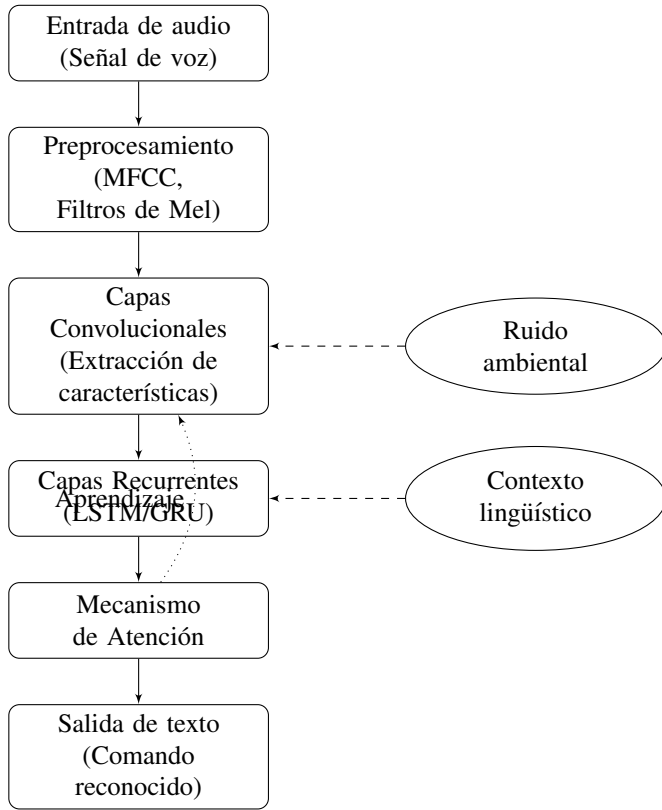 Entrada de audio
(Señal de voz)
Preprocesamiento
(MFCC,
Filtros de Mel)
Capas
Convolucionales
(Extracción de
características)
Ruido
ambiental
Capas Recurrentes
(LSTM/GRU)
Aprendizaje
Contexto
lingüístico
Mecanismo
de Atención
Salida de texto
(Comando
reconocido)